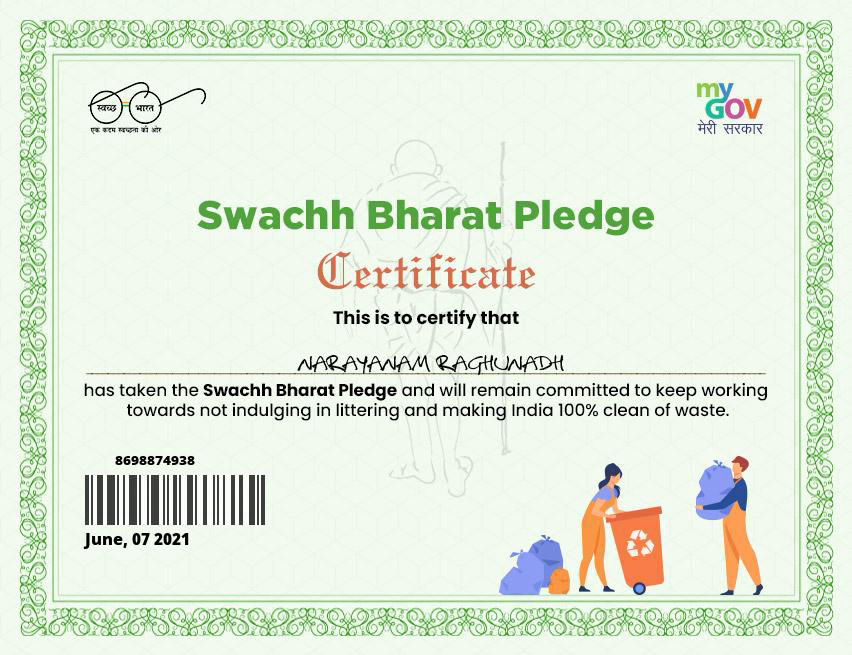 स्वच्छ भारत
एक कदम स्वच्छता की ओर
my
GOV
मेरी सरकार
Swachh Bharat Pledge
Certificate
This is to certify that
NARAYANAM RAGHUNADH
has taken the Swachh Bharat Pledge and will remain committed to keep working
towards not indulging in littering and making India 100% clean of waste.
8698874938
June, 07 2021